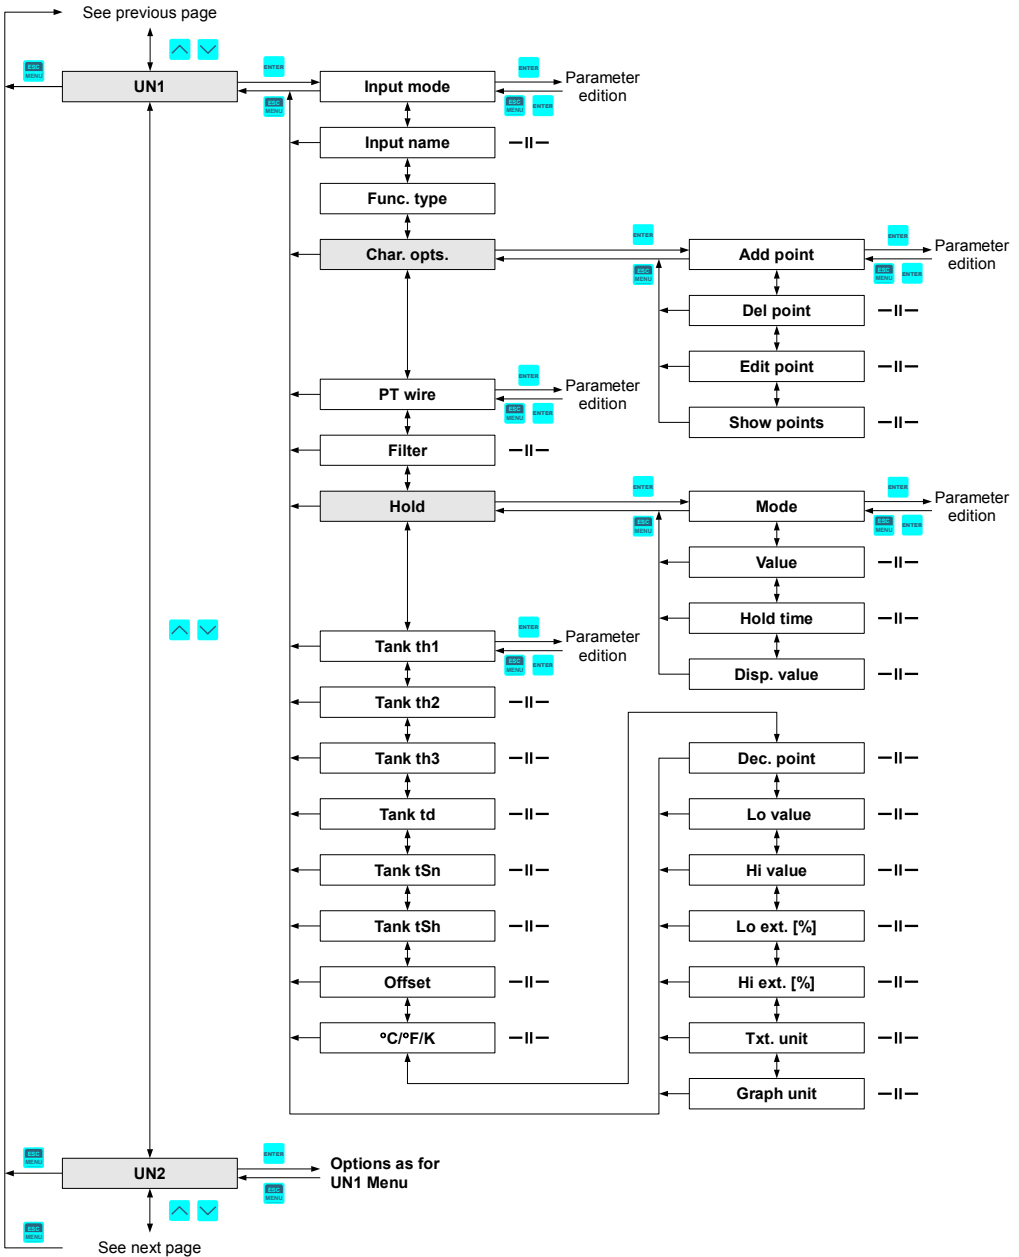 See previous page
ESC
MENU
UN1
ENTER
ESC
MENU
Input mode
ENTER
ESC
MENU
ENTER
Parameter
edition
Input name
—II—
Func. type
Char. opts.
ENTER
ESC
MENU
Add point
ENTER
ESC
MENU
ENTER
Parameter
edition
Del point
—II—
Edit point
—II—
Show points
—II—
PT wire
ENTER
ESC
MENU
ENTER
Parameter
edition
Filter
—II—
Hold
ENTER
ESC
MENU
Mode
ENTER
ESC
MENU
ENTER
Parameter
edition
Value
—II—
Hold time
—II—
Disp. value
—II—
Tank th1
ENTER
ESC
MENU
ENTER
Parameter
edition
Tank th2
—II—
Tank th3
—II—
Dec. point
—II—
Tank td
—II—
Lo value
—II—
Tank tSn
—II—
Hi value
—II—
Tank tSh
—II—
Lo ext. [%]
—II—
Offset
—II—
Hi ext. [%]
—II—
°C/°F/K
—II—
Txt. unit
—II—
Graph unit
—II—
ESC
MENU
UN2
ENTER
ESC
MENU
Options as for
UN1 Menu
ESC
MENU
See next page